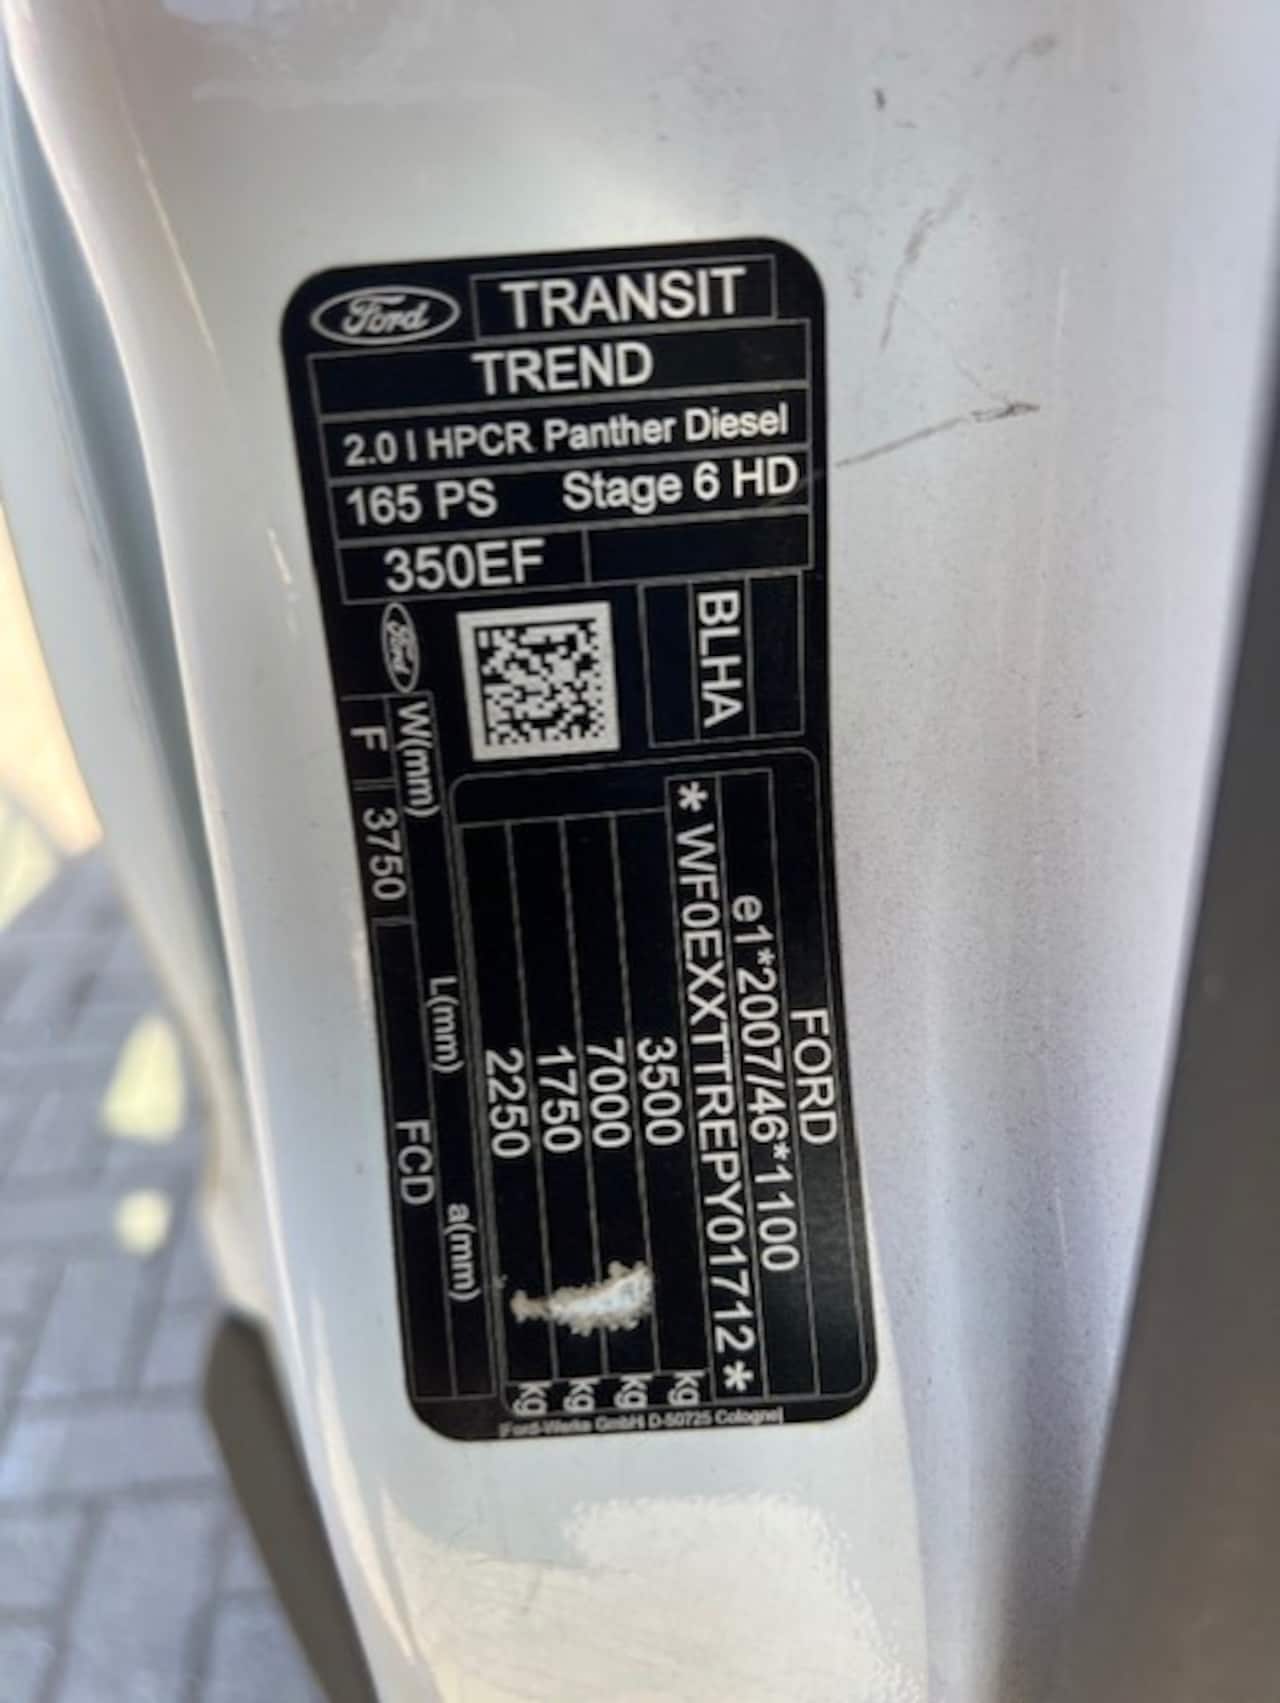 Ford TRANSIT
TREND
2.0 l HPCR Panther Diesel
165 PS Stage 6 HD
350EF
BLHA
Ford
FORD
e1*2007/46*1100
*WF0EXXTTREPY01712*
3500 kg
7000 kg
1750 kg
2250 kg
W(mm) L(mm) a(mm)
F 3750 FCD
Ford-Werke GmbH D-50725 Cologne